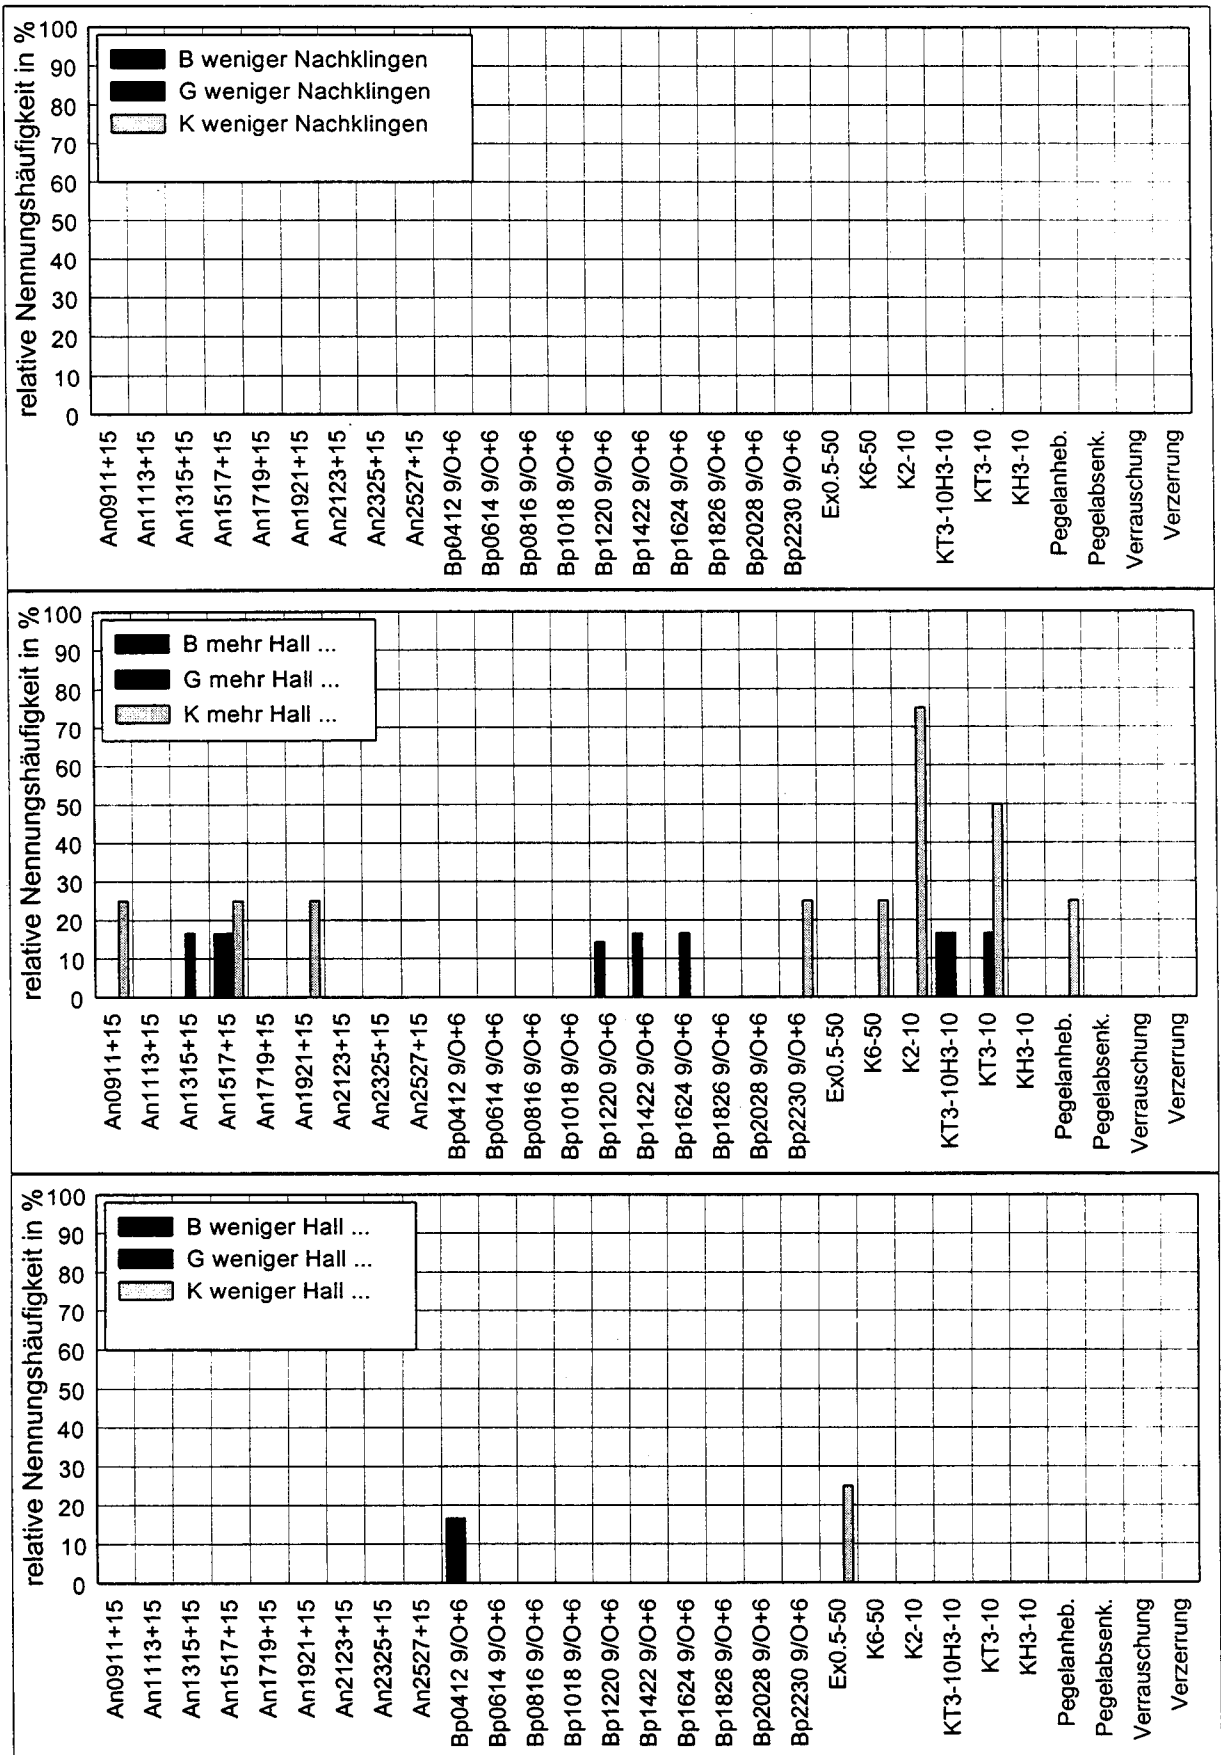 relative Nennungshäufigkeit in %
100
90
80
70
60
50
40
30
20
10
0
B weniger Nachklingen
G weniger Nachklingen
K weniger Nachklingen
An0911+15
An1113+15
An1315+15
An1517+15
An1719+15
An1921+15
An2123+15
An2325+15
An2527+15
Bp0412 9/O+6
Bp0614 9/O+6
Bp0816 9/O+6
Bp1018 9/O+6
Bp1220 9/O+6
Bp1422 9/O+6
Bp1624 9/O+6
Bp1826 9/O+6
Bp2028 9/O+6
Bp2230 9/O+6
Ex0.5-50
K6-50
K2-10
KT3-10H3-10
KT3-10
KH3-10
Pegelanheb.
Pegelabsenk.
Verrauschung
Verzerrung
relative Nennungshäufigkeit in %
100
90
80
70
60
50
40
30
20
10
0
B mehr Hall ...
G mehr Hall ...
K mehr Hall ...
An0911+15
An1113+15
An1315+15
An1517+15
An1719+15
An1921+15
An2123+15
An2325+15
An2527+15
Bp0412 9/O+6
Bp0614 9/O+6
Bp0816 9/O+6
Bp1018 9/O+6
Bp1220 9/O+6
Bp1422 9/O+6
Bp1624 9/O+6
Bp1826 9/O+6
Bp2028 9/O+6
Bp2230 9/O+6
Ex0.5-50
K6-50
K2-10
KT3-10H3-10
KT3-10
KH3-10
Pegelanheb.
Pegelabsenk.
Verrauschung
Verzerrung
relative Nennungshäufigkeit in %
100
90
80
70
60
50
40
30
20
10
0
B weniger Hall ...
G weniger Hall ...
K weniger Hall ...
An0911+15
An1113+15
An1315+15
An1517+15
An1719+15
An1921+15
An2123+15
An2325+15
An2527+15
Bp0412 9/O+6
Bp0614 9/O+6
Bp0816 9/O+6
Bp1018 9/O+6
Bp1220 9/O+6
Bp1422 9/O+6
Bp1624 9/O+6
Bp1826 9/O+6
Bp2028 9/O+6
Bp2230 9/O+6
Ex0.5-50
K6-50
K2-10
KT3-10H3-10
KT3-10
KH3-10
Pegelanheb.
Pegelabsenk.
Verrauschung
Verzerrung